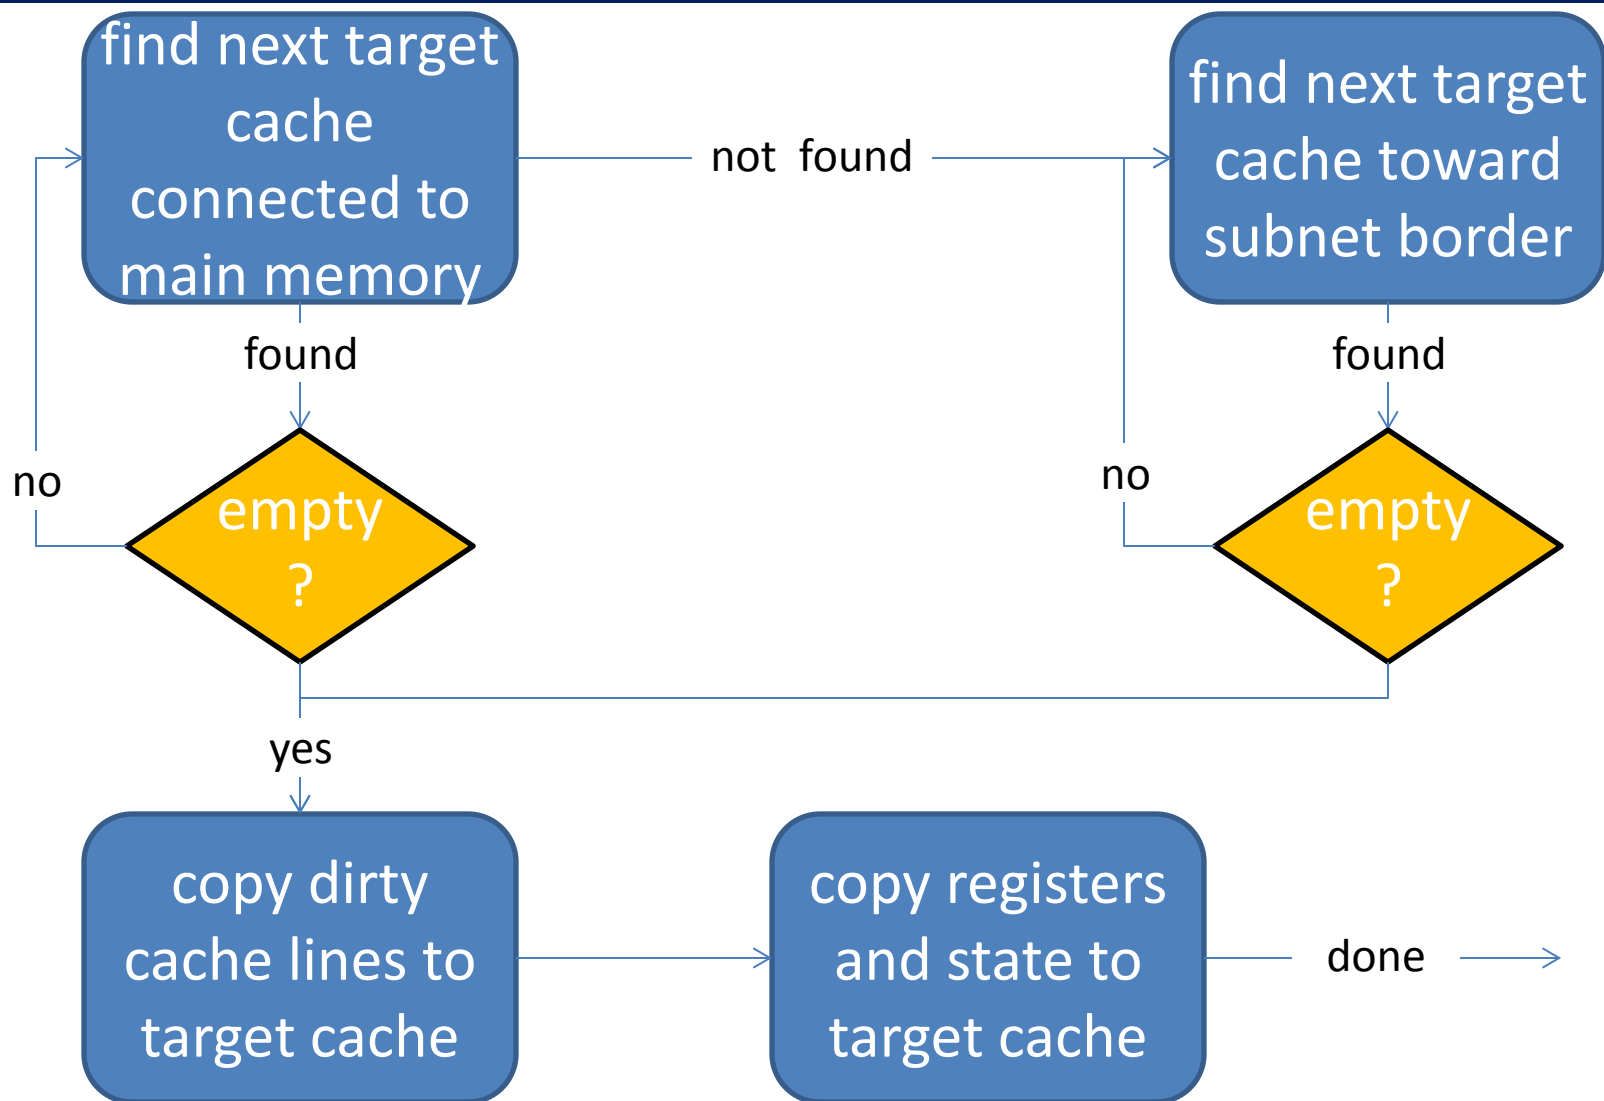 find next target
cache
connected to
main memory
not found
find next target
cache toward
subnet border
found
found
no
empty
?
no
empty
?
yes
copy dirty
cache lines to
target cache
copy registers
and state to
target cache
done